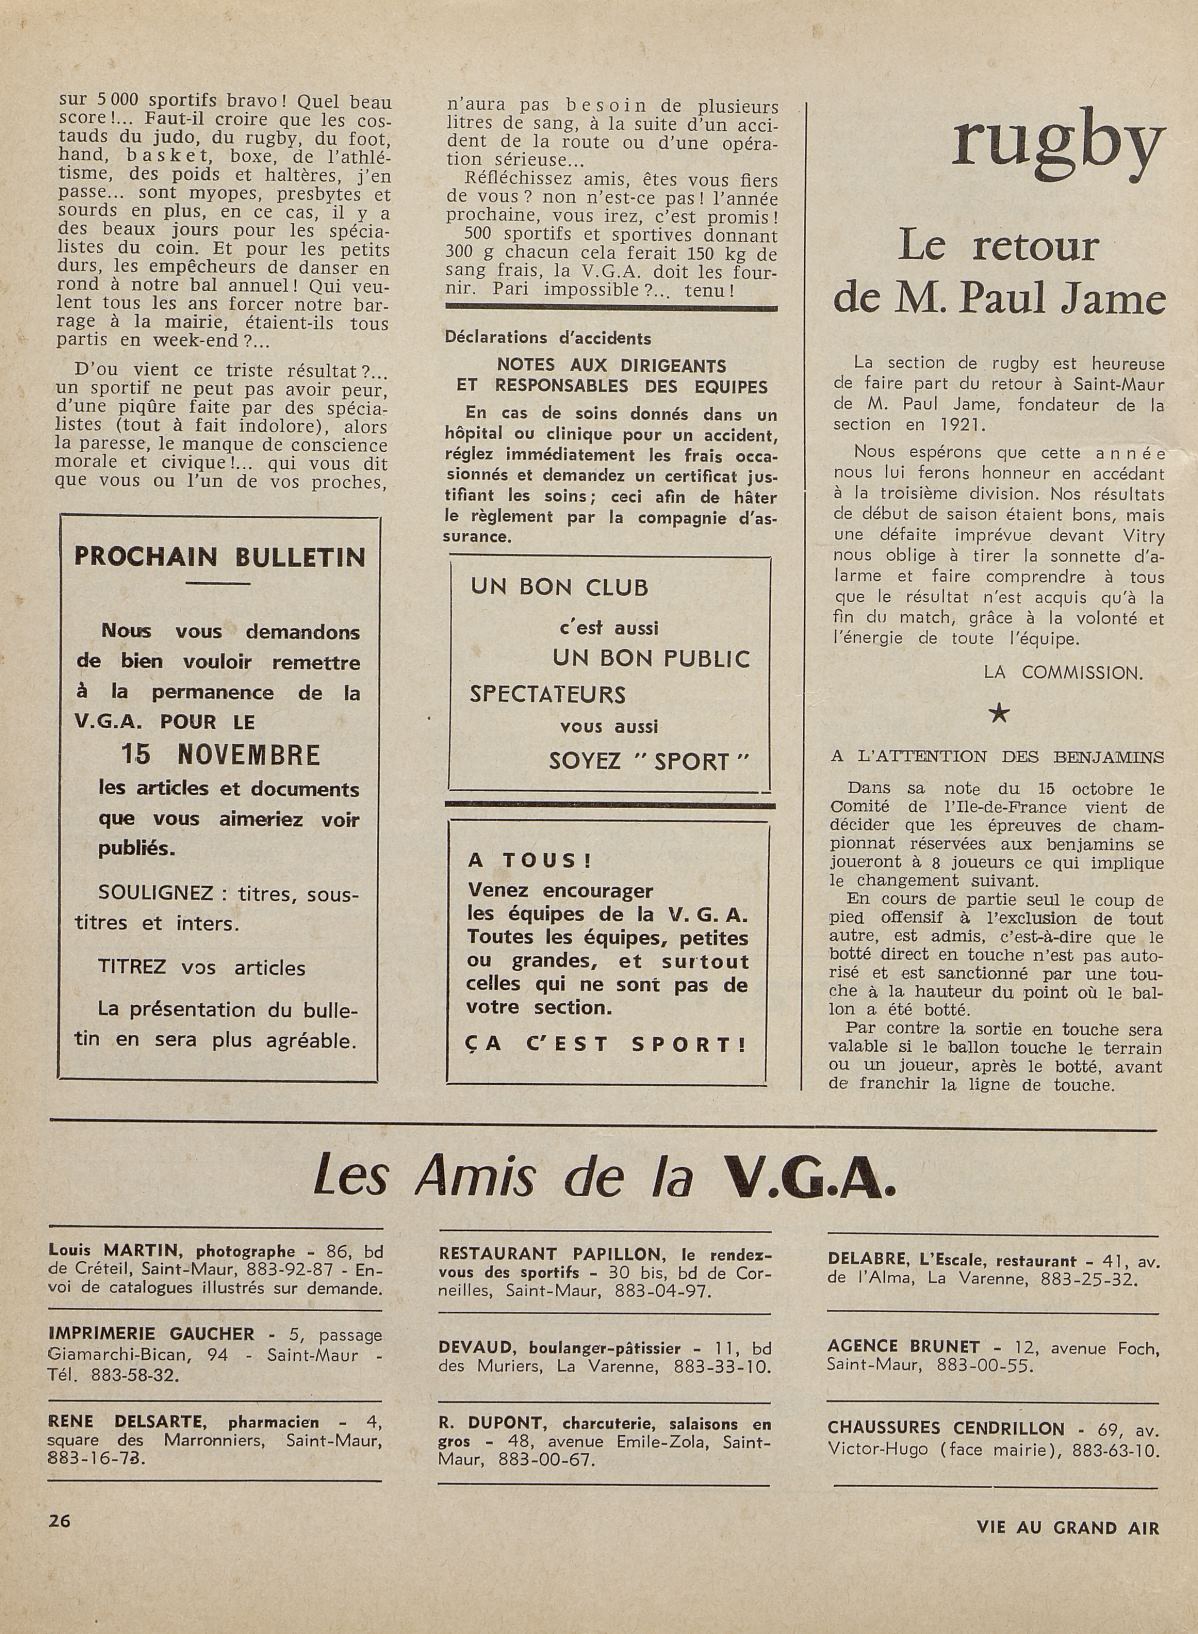 sur 5 000 sportifs bravo ! Quel beau
score !... Faut-il croire que les cos-
tauds du judo, du rugby, du foot,
hand, basket, boxe, de l'athlé-
tisme, des poids et haltères, j'en
passe... sont myopes, presbytes et
sourds en plus, en ce cas, il y a
des beaux jours pour les spécia-
listes du coin. Et pour les petits
durs, les empêcheurs de danser en
rond à notre bal annuel ! Qui veu-
lent tous les ans forcer notre bar-
rage à la mairie, étaient-ils tous
partis en week-end ?...
D'ou vient ce triste résultat ?...
un sportif ne peut pas avoir peur,
d'une piqûre faite par des spécia-
listes (tout à fait indolore), alors
la paresse, le manque de conscience
morale et civique !... qui vous dit
que vous ou l'un de vos proches,
PROCHAIN BULLETIN
Nous vous demandons
de bien vouloir remettre
à la permanence de la
V.G.A. POUR LE
15 NOVEMBRE
les articles et documents
que vous aimeriez voir
publiés.
SOULIGNEZ : titres, sous-
titres et inters.
TITREZ vos articles
La présentation du bulle-
tin en sera plus agréable.
n'aura pas besoin de plusieurs
litres de sang, à la suite d'un acci-
dent de la route ou d'une opéra-
tion sérieuse...
Réfléchissez amis, êtes vous fiers
de vous ? non n'est-ce pas ! l'année
prochaine, vous irez, c'est promis !
500 sportifs et sportives donnant
300 g chacun cela ferait 150 kg de
sang frais, la V.G.A. doit les four-
nir. Pari impossible ?... tenu !
Déclarations d'accidents
NOTES AUX DIRIGEANTS
ET RESPONSABLES DES EQUIPES
En cas de soins donnés dans un
hôpital ou clinique pour un accident,
réglez immédiatement les frais occa-
sionnés et demandez un certificat jus-
tifiant les soins ; ceci afin de hâter
le règlement par la compagnie d'as-
surance.
UN BON CLUB
c'est aussi
UN BON PUBLIC
SPECTATEURS
vous aussi
SOYEZ " SPORT "
A TOUS !
Venez encourager
les équipes de la V. G. A.
Toutes les équipes, petites
ou grandes, et surtout
celles qui ne sont pas de
votre section.
ÇA C'EST SPORT !
rugby
Le retour
de M. Paul Jame
La section de rugby est heureuse
de faire part du retour à Saint-Maur
de M. Paul Jame, fondateur de la
section en 1921.
Nous espérons que cette année
nous lui ferons honneur en accédant
à la troisième division. Nos résultats
de début de saison étaient bons, mais
une défaite imprévue devant Vitry
nous oblige à tirer la sonnette d'a-
larme et faire comprendre à tous
que le résultat n'est acquis qu'à la
fin du match, grâce à la volonté et
l'énergie de toute l'équipe.
LA COMMISSION.
★
A L'ATTENTION DES BENJAMINS
Dans sa note du 15 octobre le
Comité de l'Ile-de-France vient de
décider que les épreuves de cham-
pionnat réservées aux benjamins se
joueront à 8 joueurs ce qui implique
le changement suivant.
En cours de partie seul le coup de
pied offensif à l'exclusion de tout
autre, est admis, c'est-à-dire que le
botté direct en touche n'est pas auto-
risé et est sanctionné par une tou-
che à la hauteur du point où le bal-
lon a été botté.
Par contre la sortie en touche sera
valable si le ballon touche le terrain
ou un joueur, après le botté, avant
de franchir la ligne de touche.
Les Amis de la V.G.A.
Louis MARTIN, photographe - 86, bd
de Créteil, Saint-Maur, 883-92-87 - En-
voi de catalogues illustrés sur demande.
IMPRIMERIE GAUCHER - 5, passage
Giamarchi-Bican, 94 - Saint-Maur -
Tél. 883-58-32.
RENE DELSARTE, pharmacien - 4,
square des Marronniers, Saint-Maur,
883-16-73.
RESTAURANT PAPILLON, le rendez-
vous des sportifs - 30 bis, bd de Cor-
neilles, Saint-Maur, 883-04-97.
DEVAUD, boulanger-pâtissier - 11, bd
des Muriers, La Varenne, 883-33-10.
R. DUPONT, charcuterie, salaisons en
gros - 48, avenue Emile-Zola, Saint-
Maur, 883-00-67.
DELABRE, L'Escale, restaurant - 41, av.
de l'Alma, La Varenne, 883-25-32.
AGENCE BRUNET - 12, avenue Foch,
Saint-Maur, 883-00-55.
CHAUSSURES CENDRILLON - 69, av.
Victor-Hugo (face mairie), 883-63-10.
26
VIE AU GRAND AIR